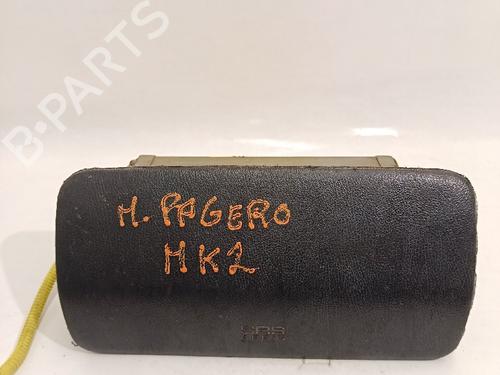 B-PARTS
M. PAGERO
MK2
SRS